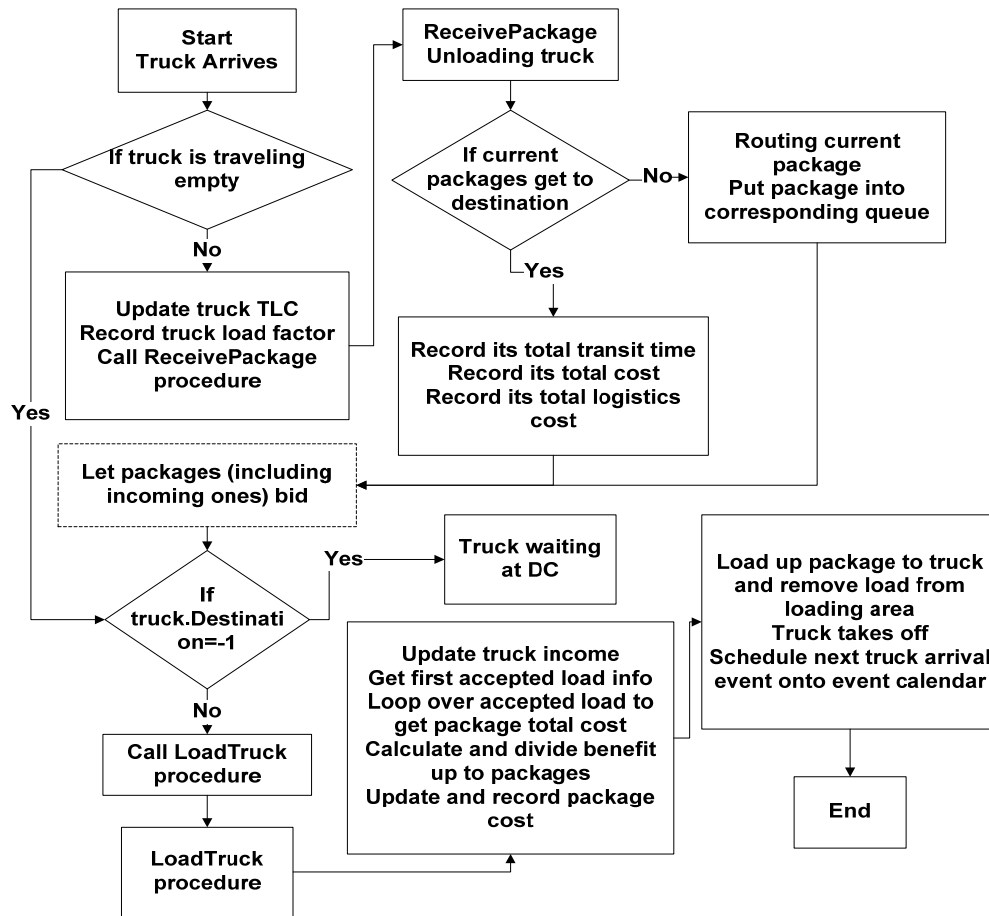 Start
Truck Arrives
If truck is traveling
empty
No
Yes
Update truck TLC
Record truck load factor
Call ReceivePackage
procedure
ReceivePackage
Unloading truck
If current
packages get to
destination
No
Routing current
package
Put package into
corresponding queue
Yes
Record its total transit time
Record its total cost
Record its total logistics
cost
Let packages (including
incoming ones) bid
If
truck.Destinati
on=-1
Yes
Truck waiting
at DC
No
Call LoadTruck
procedure
LoadTruck
procedure
Update truck income
Get first accepted load info
Loop over accepted load to
get package total cost
Calculate and divide benefit
up to packages
Update and record package
cost
Load up package to truck
and remove load from
loading area
Truck takes off
Schedule next truck arrival
event onto event calendar
End